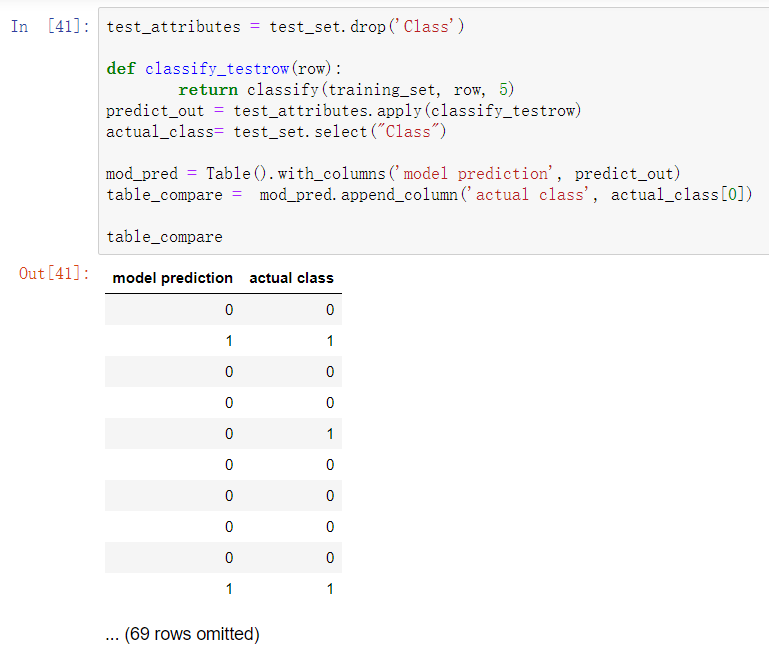 In [41]: test_attributes = test_set.drop('Class')
def classify_testrow(row):
return classify(training_set, row, 5)
predict_out = test_attributes.apply(classify_testrow)
actual_class= test_set.select("Class")
mod_pred = Table().with_columns('model prediction', predict_out)
table_compare =  mod_pred.append_column('actual class', actual_class[0])
table_compare
Out[41]: model prediction actual class
0 0
1 1
0 0
0 0
0 1
0 0
0 0
0 0
0 0
1 1
... (69 rows omitted)